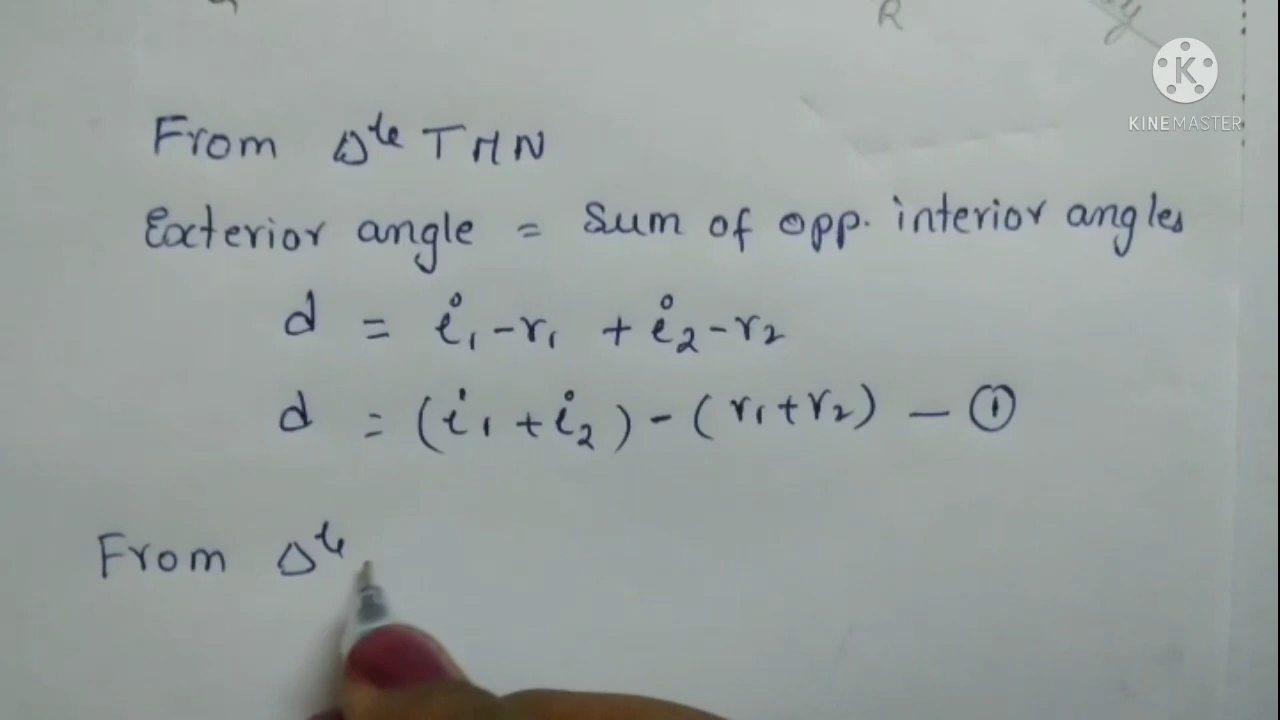 R
K
KINEMASTER
From Δle TMN
Exterior angle = Sum of opp. interior angles
d = i₁ - r₁ + i₂ - r₂
d = (i₁ + i₂) - (r₁ + r₂) — ①
From Δle